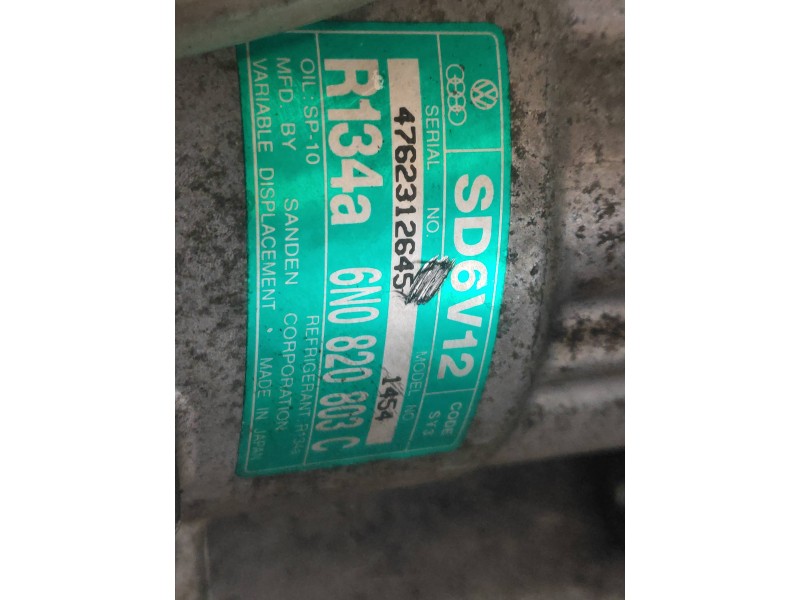 SD6V12 CODE SY3
SERIAL NO. MODEL NO.
4762312645 1454
R134a 6N0 820 803 C
OIL: SP-10 REFRIGERANT R134a
MFD. BY SANDEN CORPORATION
VARIABLE DISPLACEMENT · MADE IN JAPAN